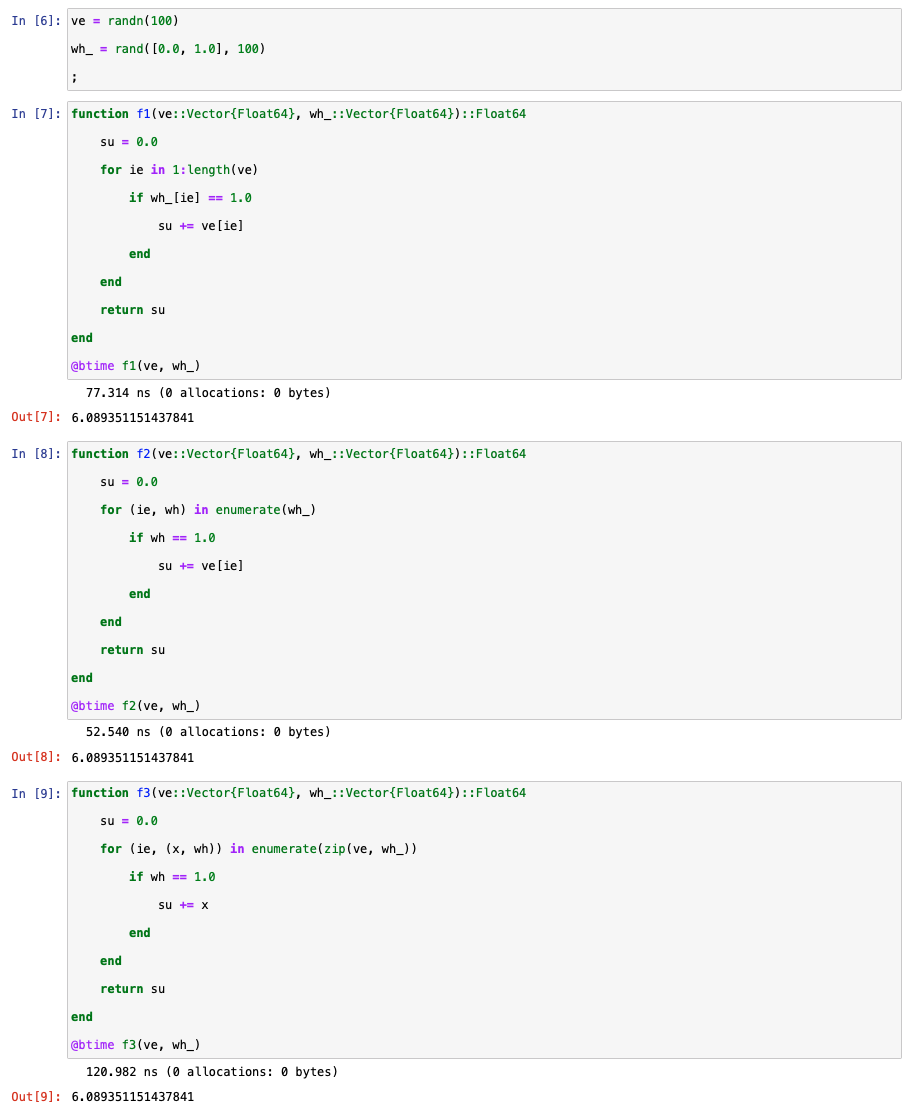 In [6]: ve = randn(100)
wh_ = rand([0.0, 1.0], 100)
;
In [7]: function f1(ve::Vector{Float64}, wh_::Vector{Float64})::Float64
    su = 0.0
    for ie in 1:length(ve)
        if wh_[ie] == 1.0
            su += ve[ie]
        end
    end
    return su
end
@btime f1(ve, wh_)
  77.314 ns (0 allocations: 0 bytes)
Out[7]: 6.089351151437841
In [8]: function f2(ve::Vector{Float64}, wh_::Vector{Float64})::Float64
    su = 0.0
    for (ie, wh) in enumerate(wh_)
        if wh == 1.0
            su += ve[ie]
        end
    end
    return su
end
@btime f2(ve, wh_)
  52.540 ns (0 allocations: 0 bytes)
Out[8]: 6.089351151437841
In [9]: function f3(ve::Vector{Float64}, wh_::Vector{Float64})::Float64
    su = 0.0
    for (ie, (x, wh)) in enumerate(zip(ve, wh_))
        if wh == 1.0
            su += x
        end
    end
    return su
end
@btime f3(ve, wh_)
  120.982 ns (0 allocations: 0 bytes)
Out[9]: 6.089351151437841